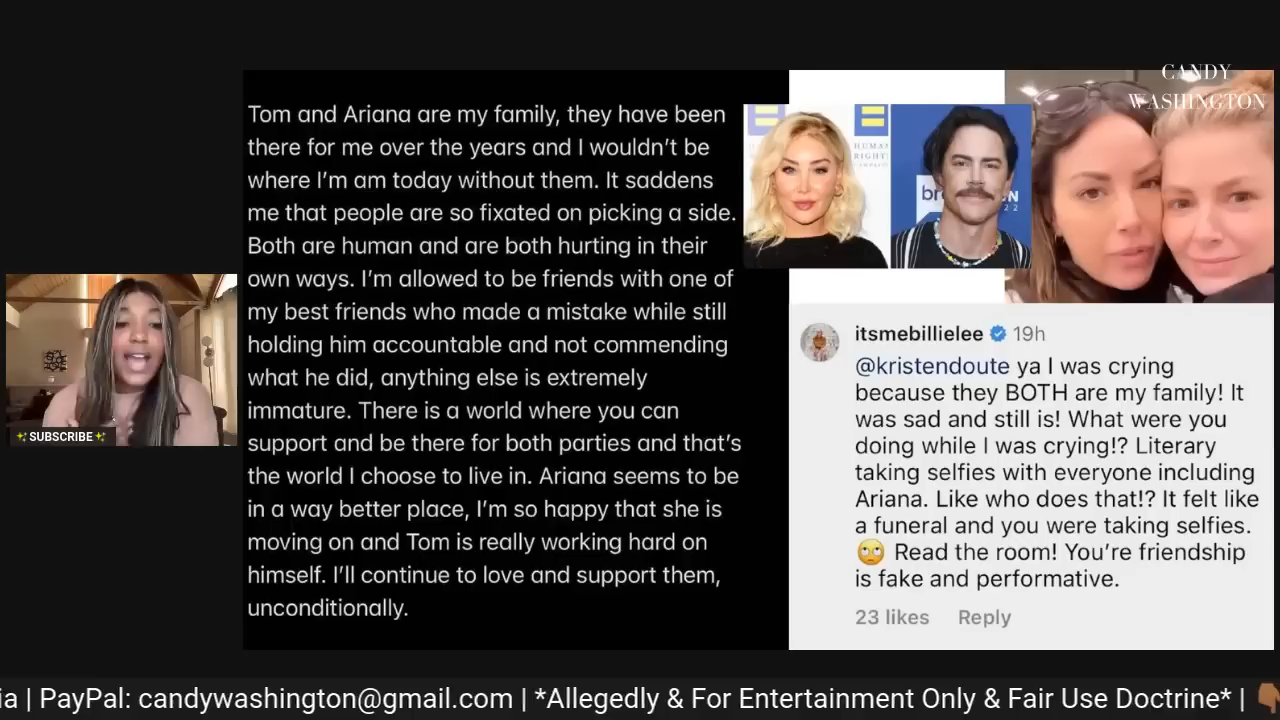 CANDY
WASHINGTON
Tom and Ariana are my family, they have been
there for me over the years and I wouldn't be
where I'm am today without them. It saddens
me that people are so fixated on picking a side.
Both are human and are both hurting in their
own ways. I'm allowed to be friends with one of
my best friends who made a mistake while still
holding him accountable and not commending
what he did, anything else is extremely
immature. There is a world where you can
support and be there for both parties and that's
the world I choose to live in. Ariana seems to be
in a way better place, I'm so happy that she is
moving on and Tom is really working hard on
himself. I'll continue to love and support them,
unconditionally.
HUMA
RIGHT
br
ON
22
itsmebillielee 19h
@kristendoute ya I was crying
because they BOTH are my family! It
was sad and still is! What were you
doing while I was crying!? Literary
taking selfies with everyone including
Ariana. Like who does that!? It felt like
a funeral and you were taking selfies.
🙄 Read the room! You're friendship
is fake and performative.
23 likes Reply
✨SUBSCRIBE✨
ia | PayPal: candywashington@gmail.com | *Allegedly & For Entertainment Only & Fair Use Doctrine* | 👎🏾